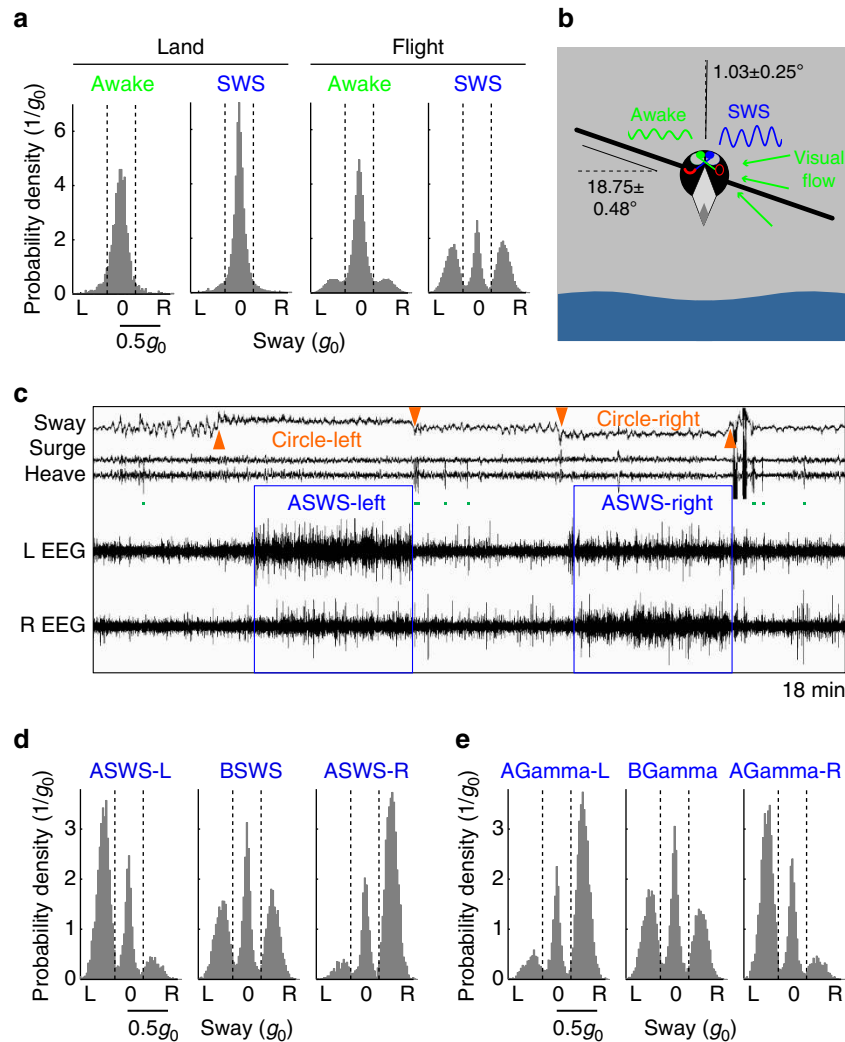 a
Land Flight
Awake SWS Awake SWS
Probability density (1/g₀)
6
4
2
0
L 0 R L 0 R L 0 R L 0 R
0.5g₀ Sway (g₀)
b
1.03±0.25°
Awake SWS
Visual
flow
18.75±
0.48°
c
Sway
Surge
Heave
Circle-left Circle-right
ASWS-left ASWS-right
L EEG
R EEG
18 min
d
ASWS-L BSWS ASWS-R
Probability density (1/g₀)
3
2
1
0
L 0 R L 0 R L 0 R
0.5g₀ Sway (g₀)
e
AGamma-L BGamma AGamma-R
Probability density (1/g₀)
3
2
1
0
L 0 R L 0 R L 0 R
0.5g₀ Sway (g₀)